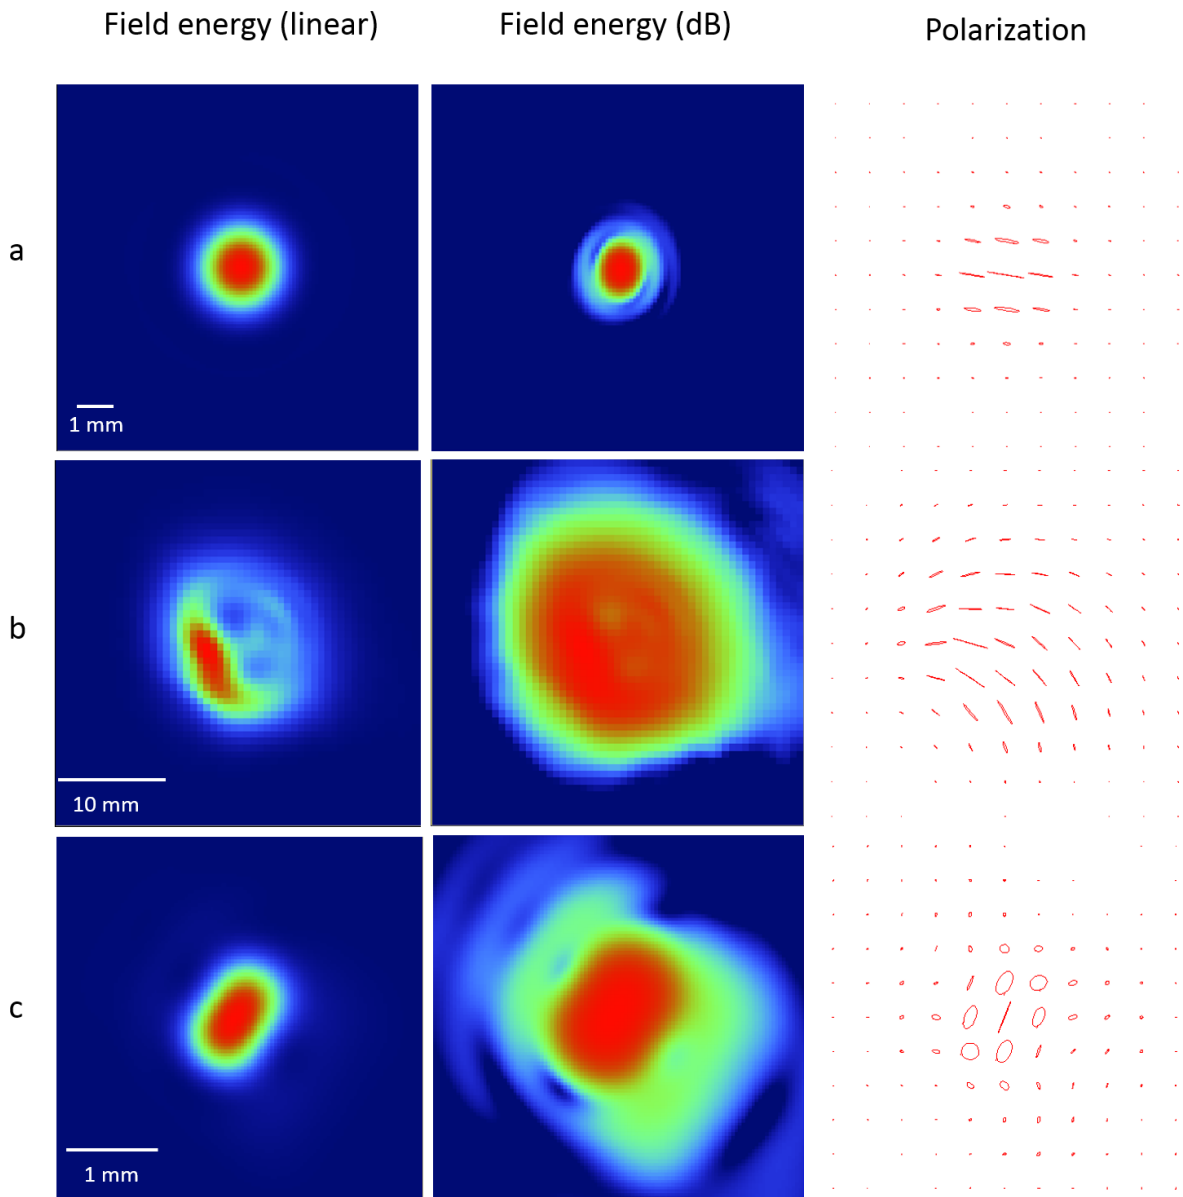 Field energy (linear) Field energy (dB) Polarization
a
1 mm
b
10 mm
c
1 mm